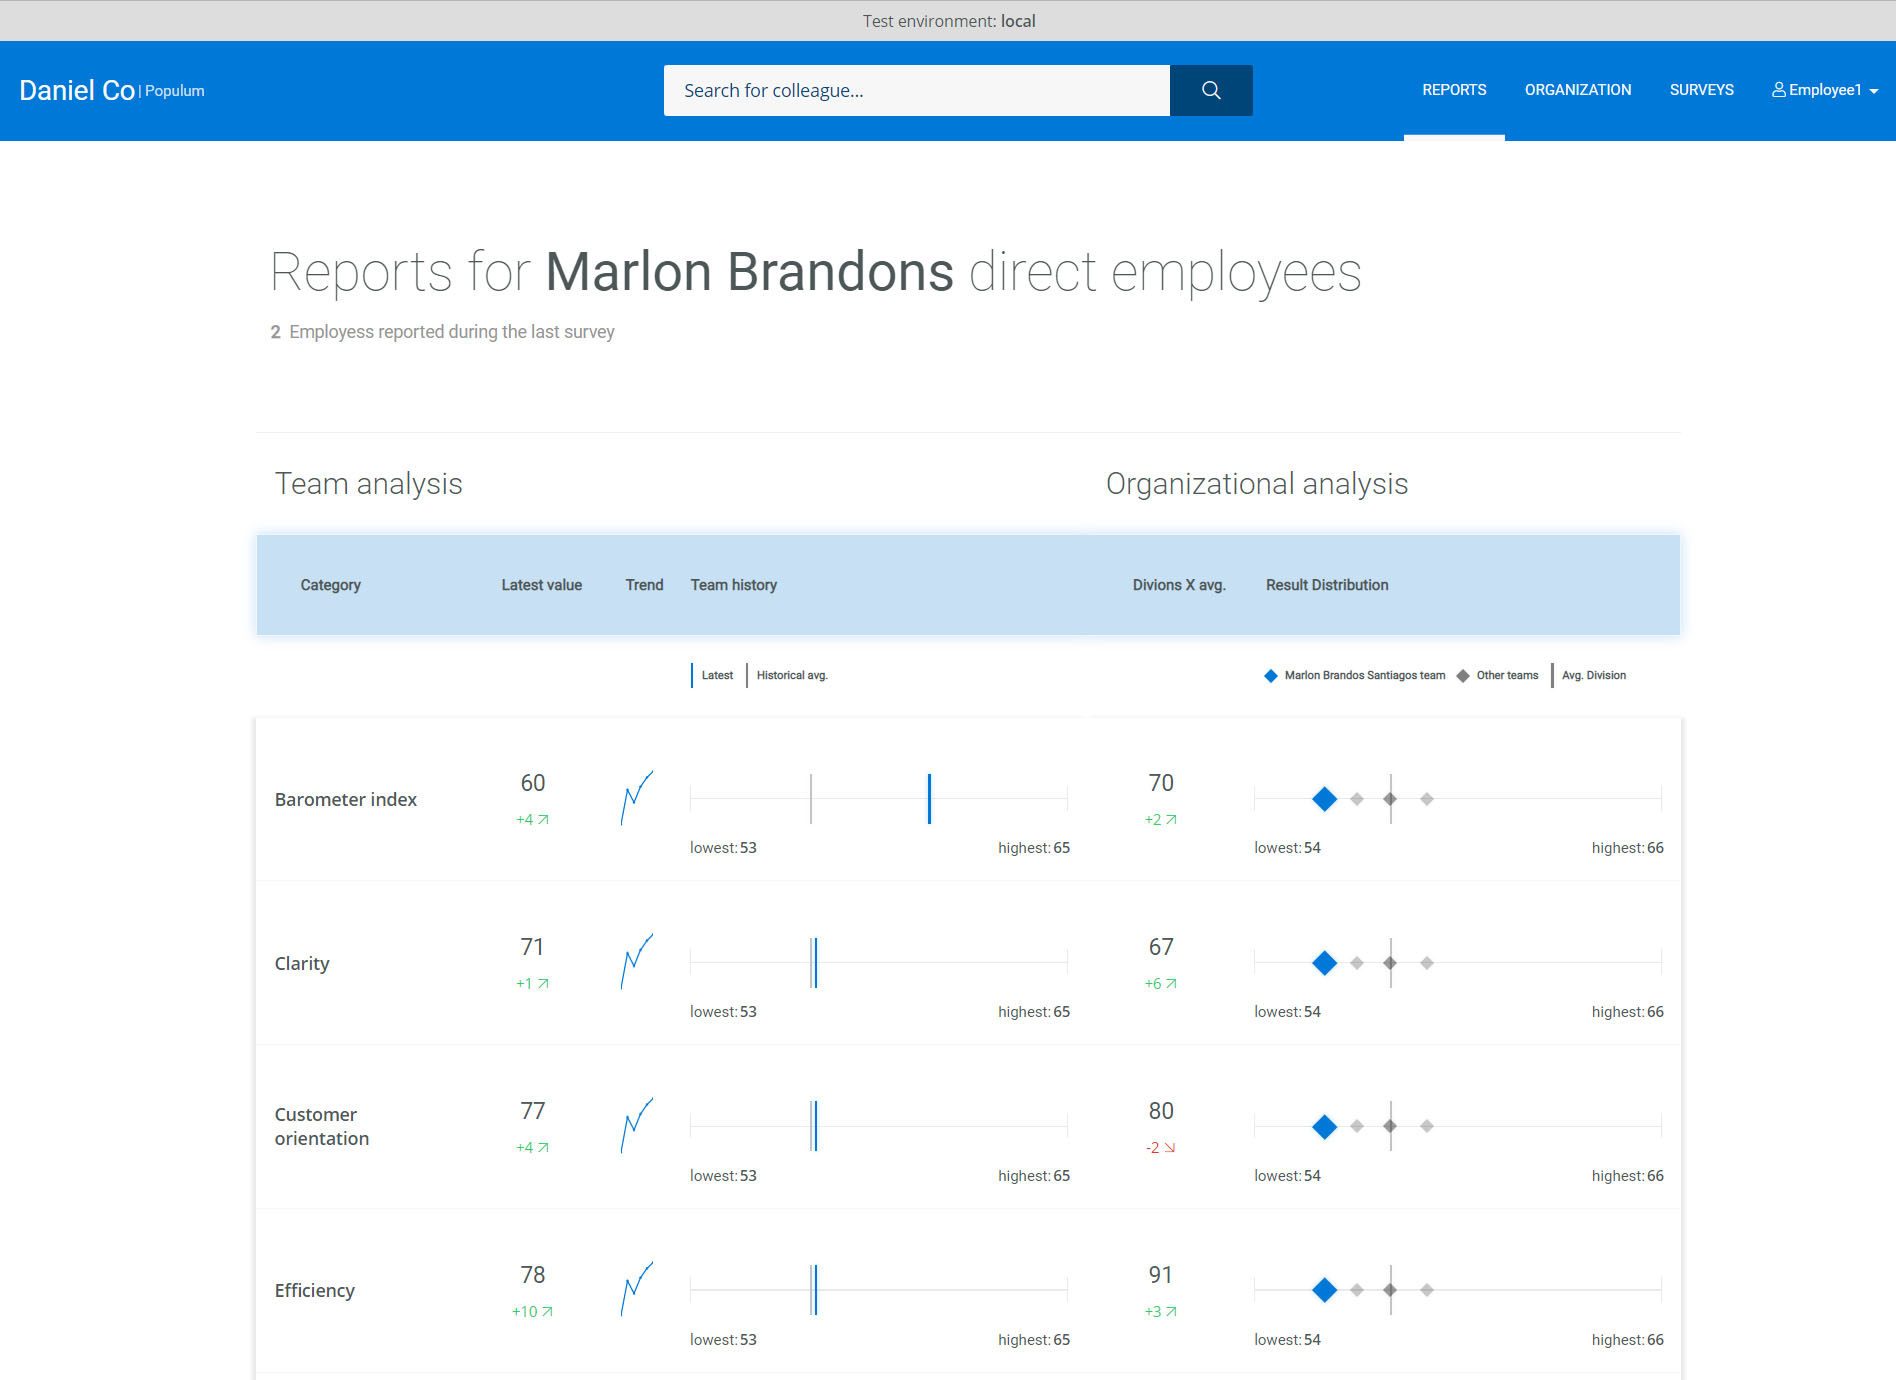 Test environment: local
Daniel Co | Populum
Search for colleague...
REPORTS ORGANIZATION SURVEYS Employee1
Reports for Marlon Brandons direct employees
2 Employess reported during the last survey
Team analysis Organizational analysis
Category Latest value Trend Team history Divions X avg. Result Distribution
Latest Historical avg. Marlon Brandos Santiagos team Other teams Avg. Division
Barometer index
60
+4
lowest: 53 highest: 65
70
+2
lowest: 54 highest: 66
Clarity
71
+1
lowest: 53 highest: 65
67
+6
lowest: 54 highest: 66
Customer
orientation
77
+4
lowest: 53 highest: 65
80
-2
lowest: 54 highest: 66
Efficiency
78
+10
lowest: 53 highest: 65
91
+3
lowest: 54 highest: 66